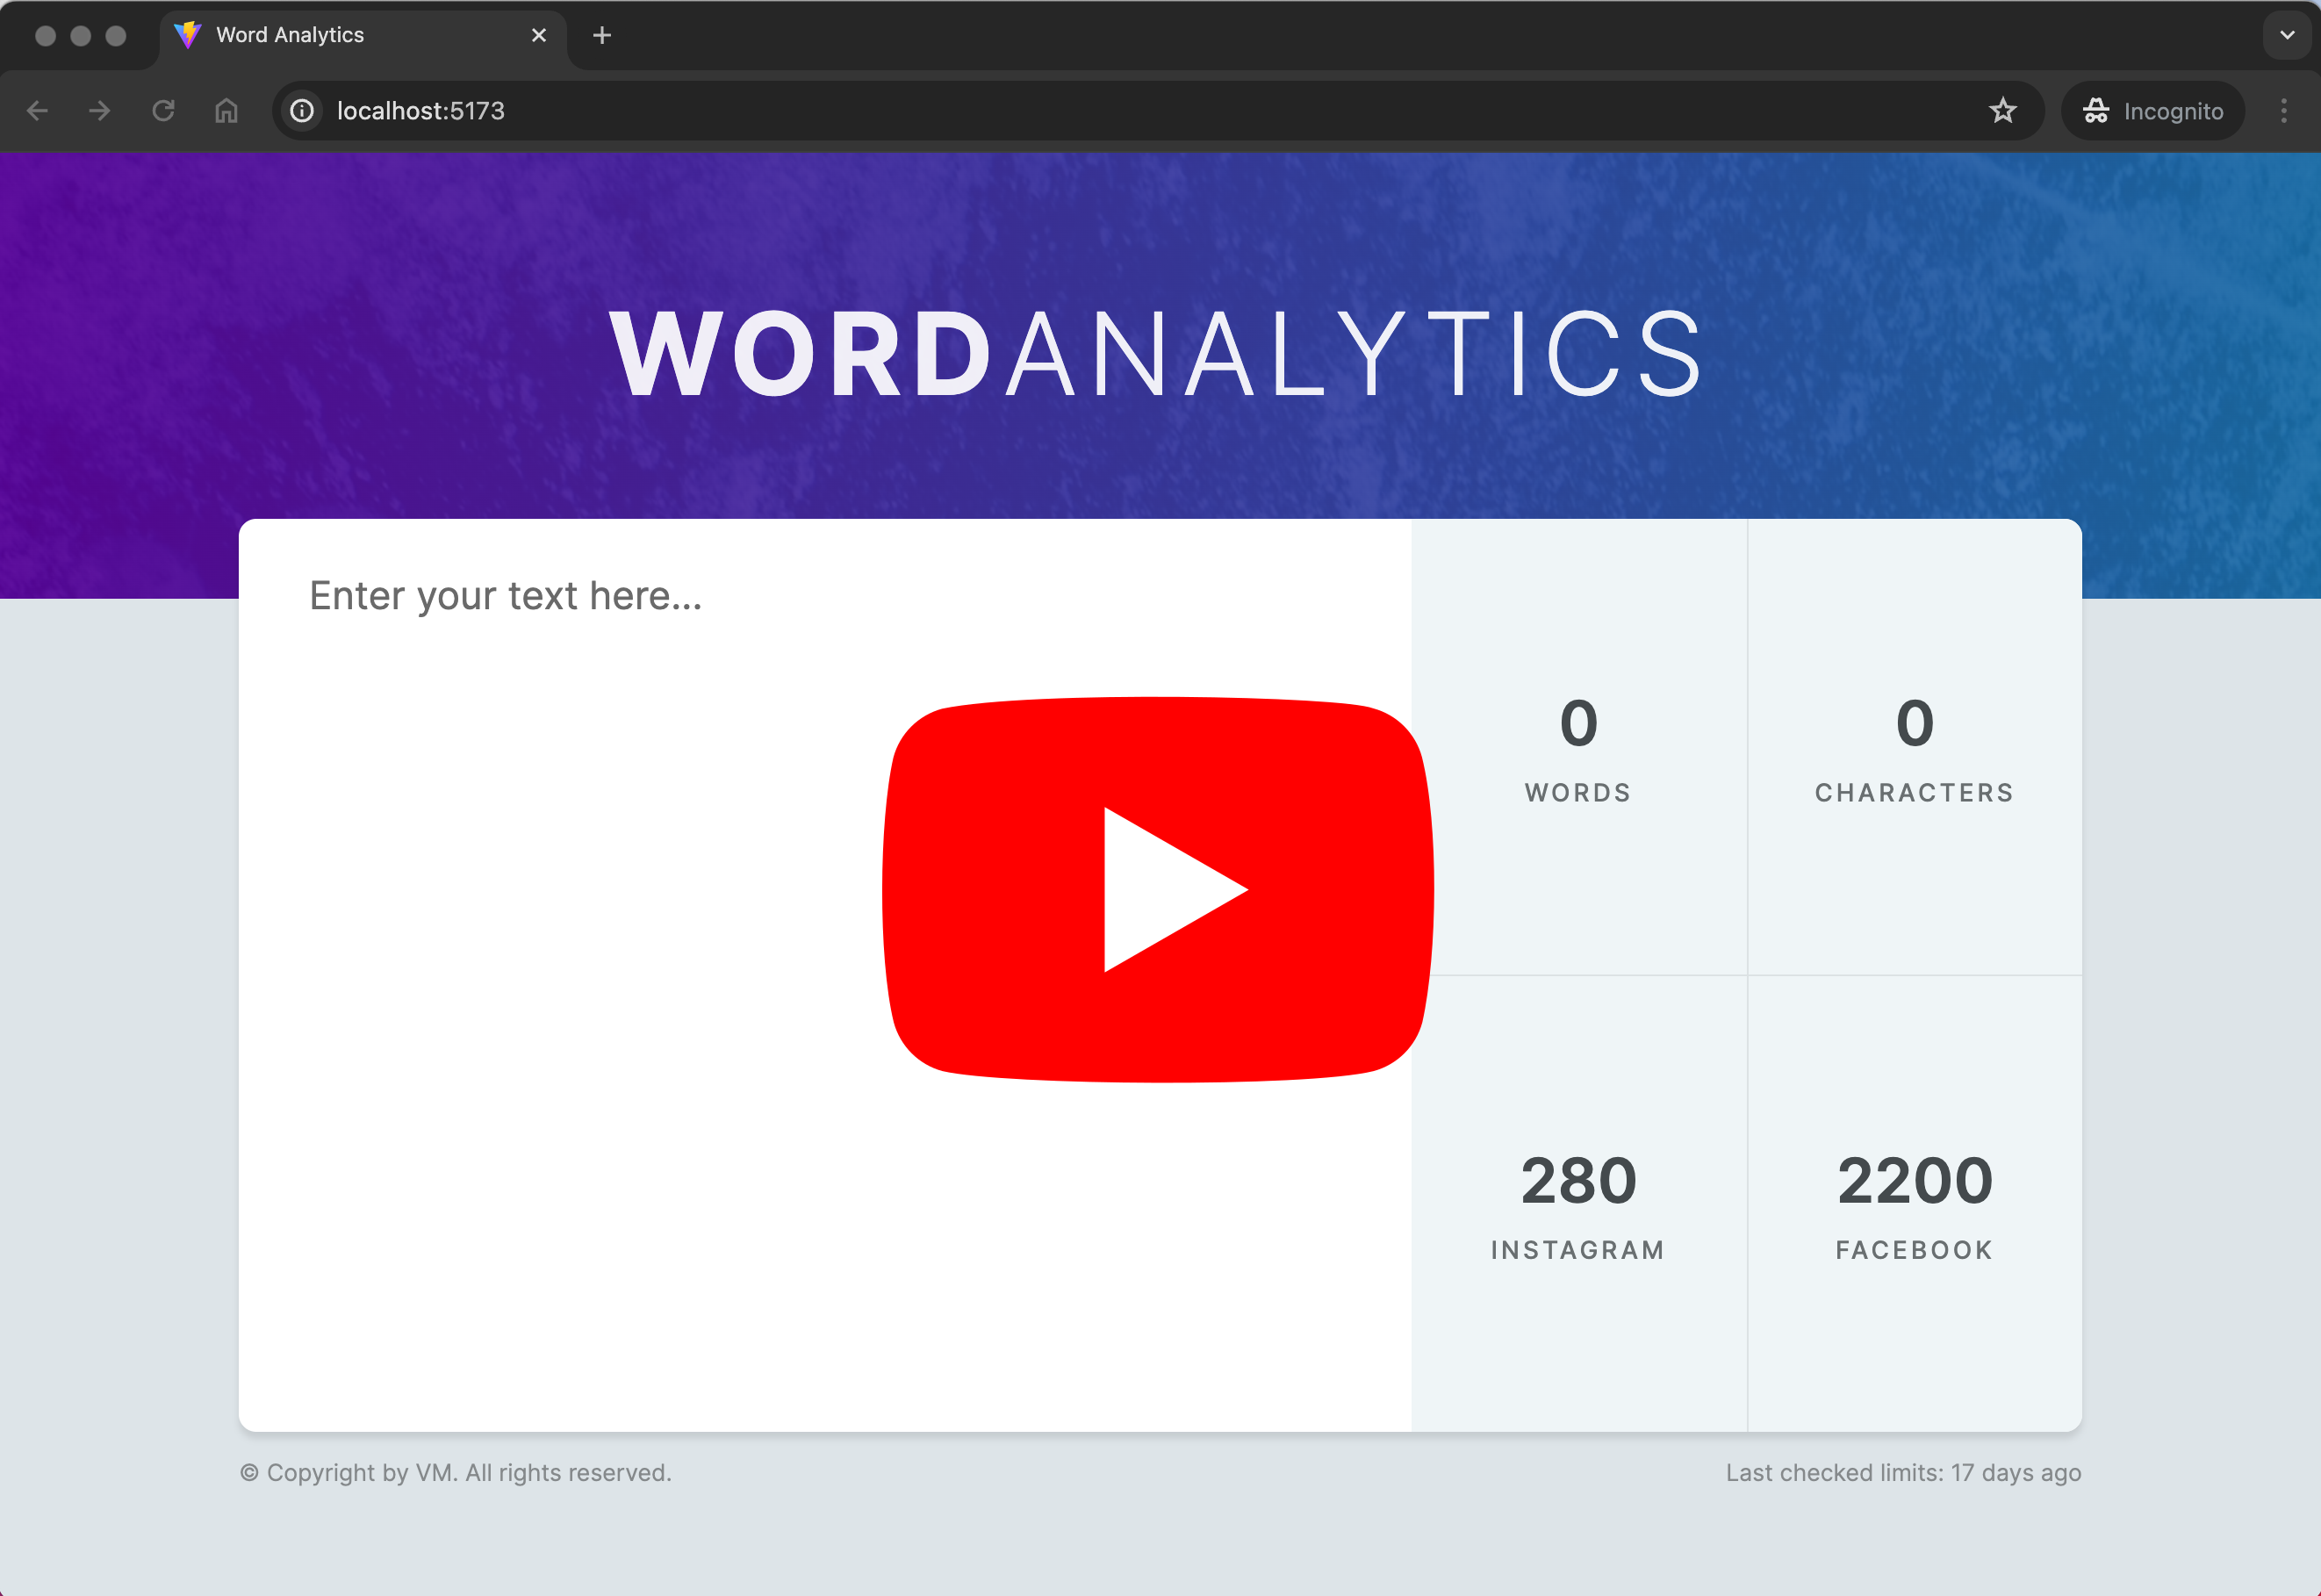 Word Analytics
localhost:5173
Incognito
WORDANALYTICS
Enter your text here...
0
WORDS
0
CHARACTERS
280
INSTAGRAM
2200
FACEBOOK
© Copyright by VM. All rights reserved.
Last checked limits: 17 days ago